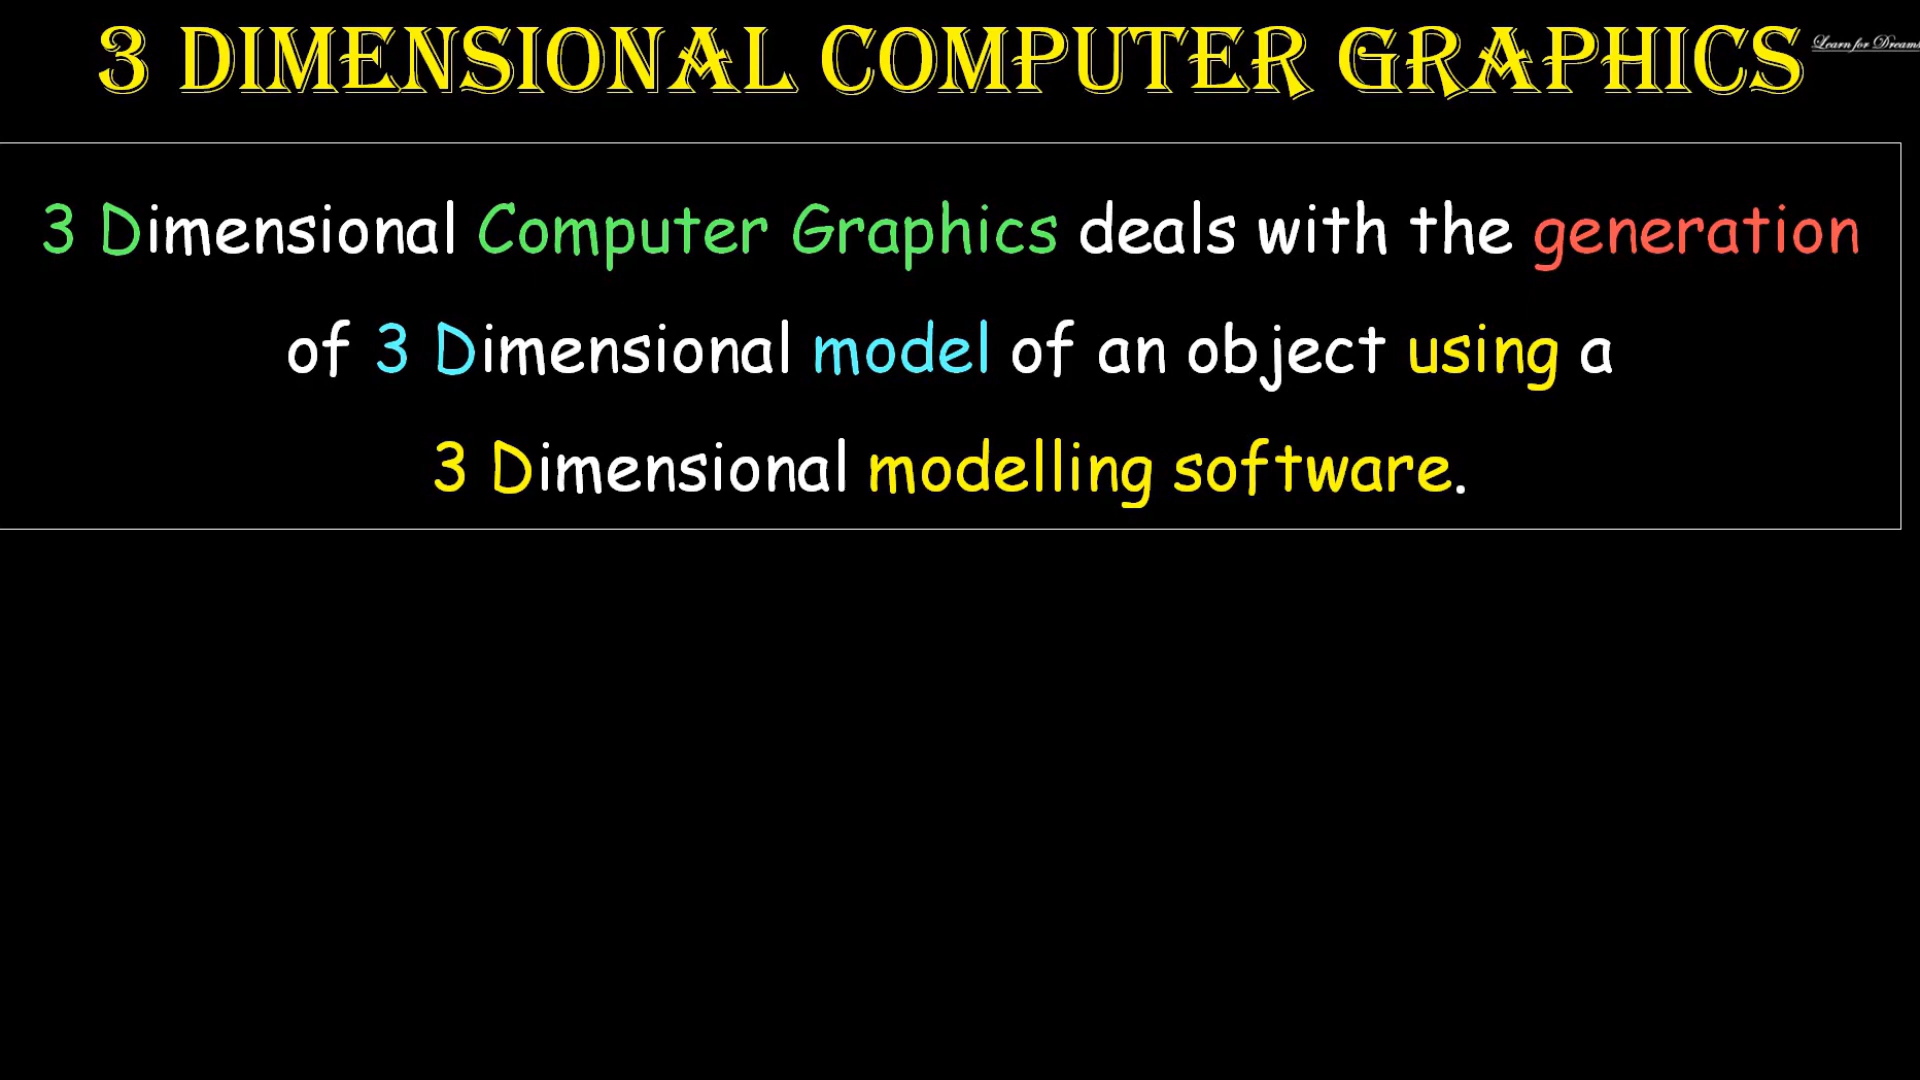 3 DIMENSIONAL COMPUTER GRAPHICS
Learn for Dreams
3 Dimensional Computer Graphics deals with the generation
of 3 Dimensional model of an object using a
3 Dimensional modelling software.